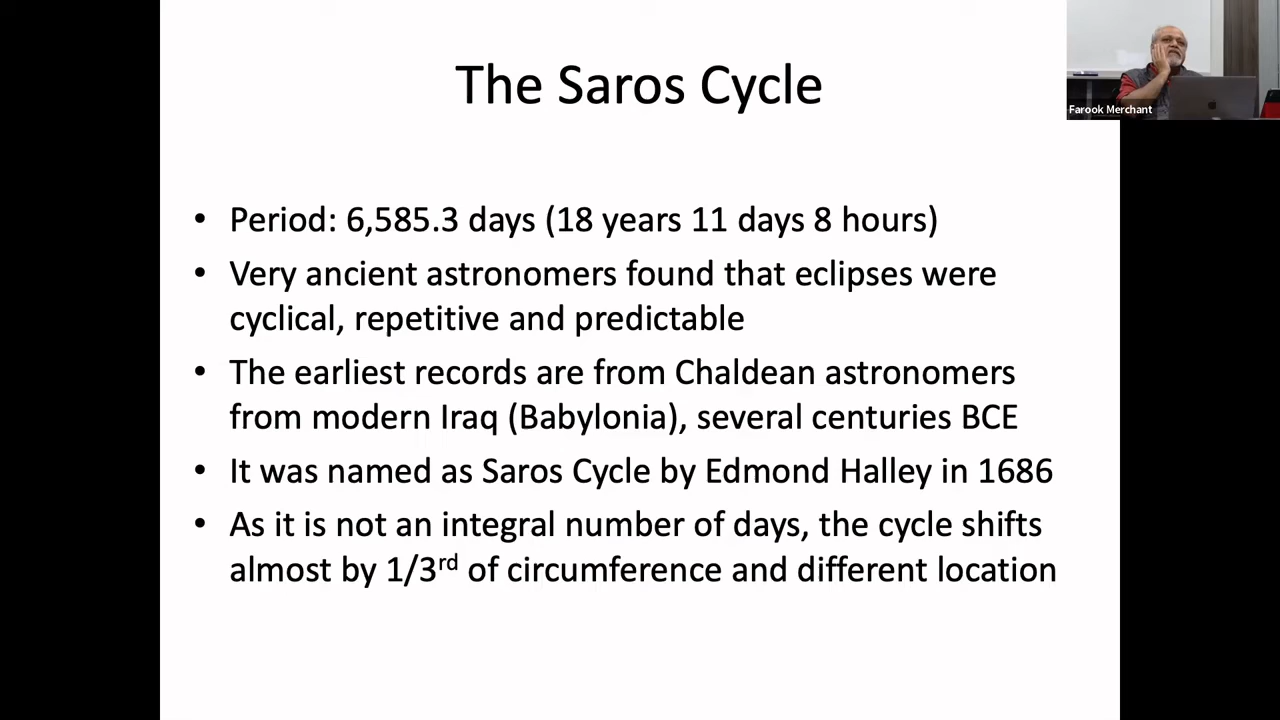 The Saros Cycle
Farook Merchant
• Period: 6,585.3 days (18 years 11 days 8 hours)
• Very ancient astronomers found that eclipses were
cyclical, repetitive and predictable
• The earliest records are from Chaldean astronomers
from modern Iraq (Babylonia), several centuries BCE
• It was named as Saros Cycle by Edmond Halley in 1686
• As it is not an integral number of days, the cycle shifts
almost by 1/3rd of circumference and different location